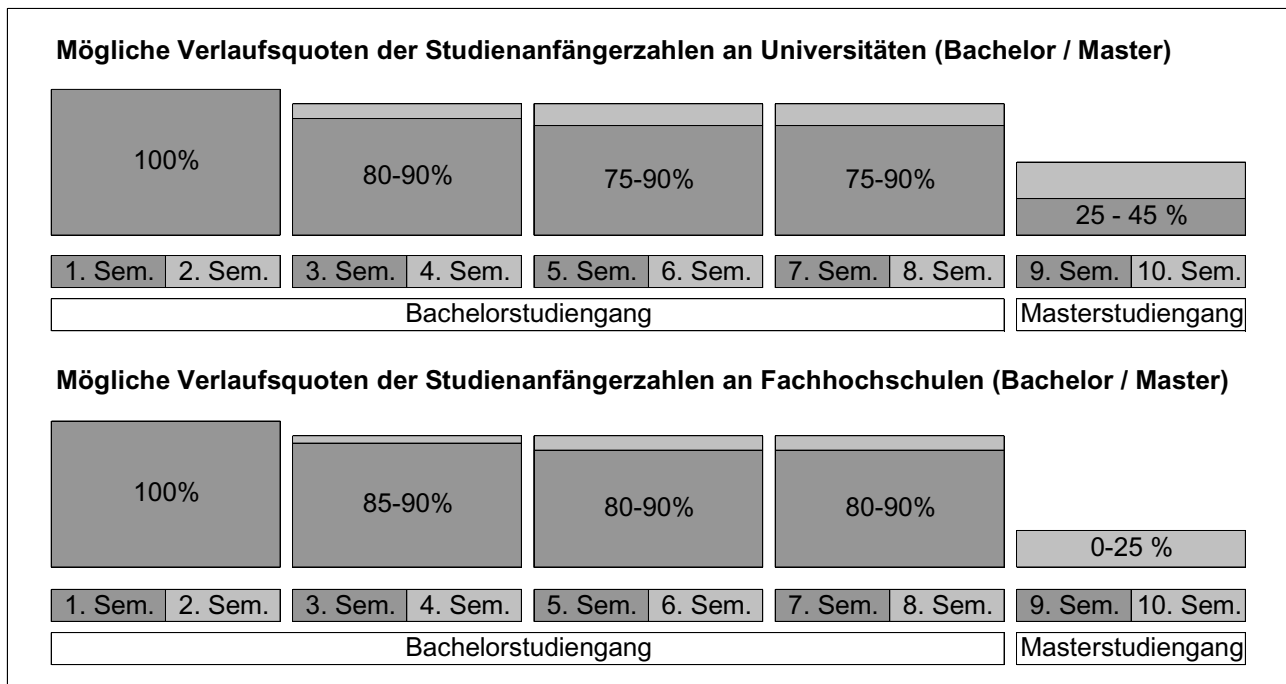 Mögliche Verlaufsquoten der Studienanfängerzahlen an Universitäten (Bachelor / Master)
100% 80-90% 75-90% 75-90% 25 - 45 %
1. Sem. 2. Sem. 3. Sem. 4. Sem. 5. Sem. 6. Sem. 7. Sem. 8. Sem. 9. Sem. 10. Sem.
Bachelorstudiengang Masterstudiengang
Mögliche Verlaufsquoten der Studienanfängerzahlen an Fachhochschulen (Bachelor / Master)
100% 85-90% 80-90% 80-90% 0-25 %
1. Sem. 2. Sem. 3. Sem. 4. Sem. 5. Sem. 6. Sem. 7. Sem. 8. Sem. 9. Sem. 10. Sem.
Bachelorstudiengang Masterstudiengang